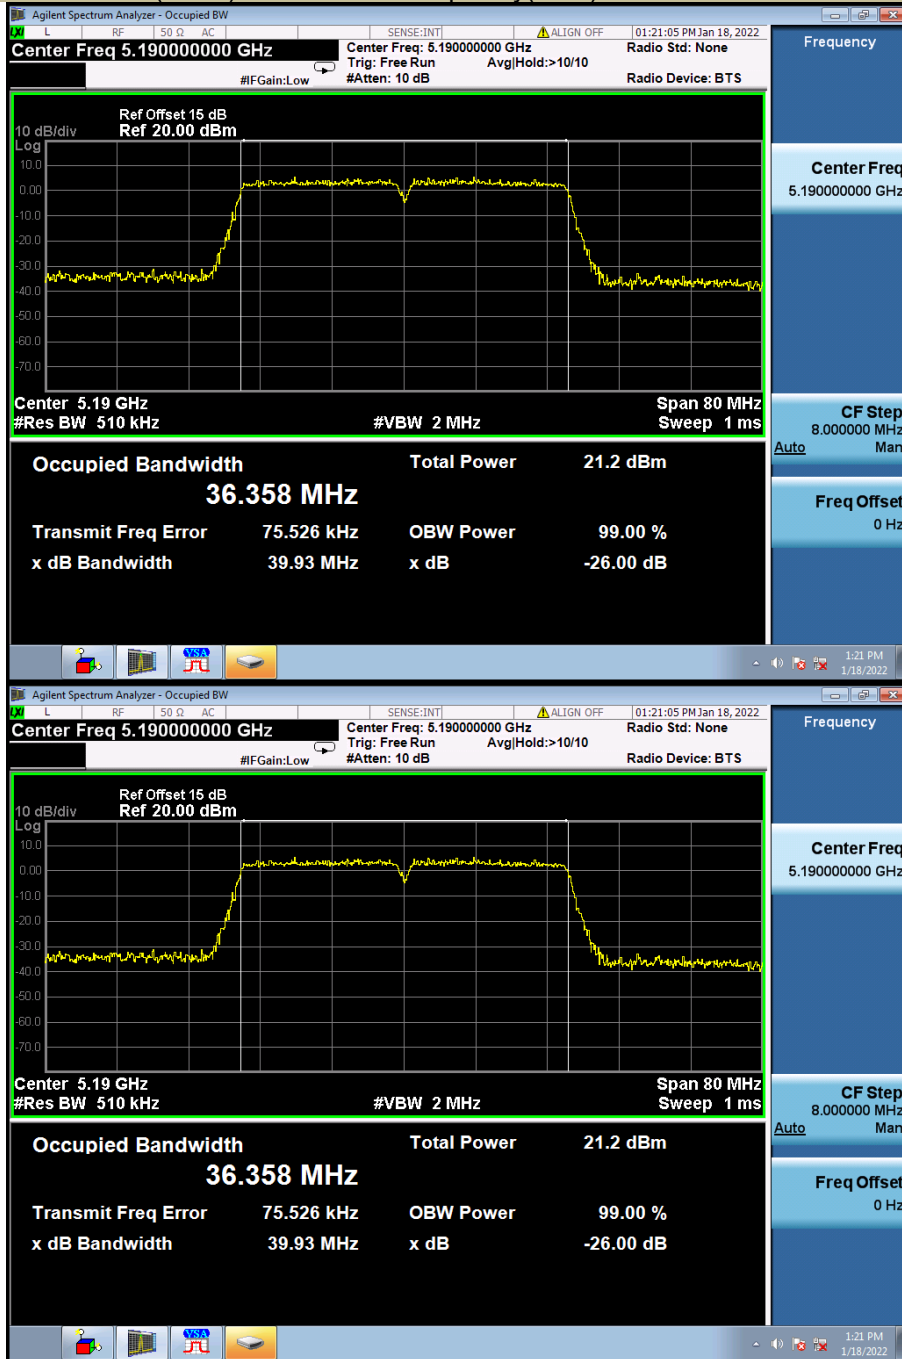 Agilent Spectrum Analyzer - Occupied BW
LXI L RF 50 Ω AC SENSE:INT ALIGN OFF 01:21:05 PM Jan 18, 2022
Center Freq 5.190000000 GHz
Center Freq: 5.190000000 GHz Radio Std: None
Trig: Free Run Avg|Hold:>10/10
#IFGain:Low #Atten: 10 dB Radio Device: BTS
Frequency
Ref Offset 15 dB
10 dB/div Ref 20.00 dBm
Log
10.0
0.00
-10.0
-20.0
-30.0
-40.0
-50.0
-60.0
-70.0
Center 5.19 GHz Span 80 MHz
#Res BW 510 kHz #VBW 2 MHz Sweep 1 ms
Center Freq
5.190000000 GHz
CF Step
8.000000 MHz
Auto Man
Freq Offset
0 Hz
Occupied Bandwidth Total Power 21.2 dBm
36.358 MHz
Transmit Freq Error 75.526 kHz OBW Power 99.00 %
x dB Bandwidth 39.93 MHz x dB -26.00 dB
VSA
1:21 PM
1/18/2022
Agilent Spectrum Analyzer - Occupied BW
LXI L RF 50 Ω AC SENSE:INT ALIGN OFF 01:21:05 PM Jan 18, 2022
Center Freq 5.190000000 GHz
Center Freq: 5.190000000 GHz Radio Std: None
Trig: Free Run Avg|Hold:>10/10
#IFGain:Low #Atten: 10 dB Radio Device: BTS
Frequency
Ref Offset 15 dB
10 dB/div Ref 20.00 dBm
Log
10.0
0.00
-10.0
-20.0
-30.0
-40.0
-50.0
-60.0
-70.0
Center 5.19 GHz Span 80 MHz
#Res BW 510 kHz #VBW 2 MHz Sweep 1 ms
Center Freq
5.190000000 GHz
CF Step
8.000000 MHz
Auto Man
Freq Offset
0 Hz
Occupied Bandwidth Total Power 21.2 dBm
36.358 MHz
Transmit Freq Error 75.526 kHz OBW Power 99.00 %
x dB Bandwidth 39.93 MHz x dB -26.00 dB
VSA
1:21 PM
1/18/2022